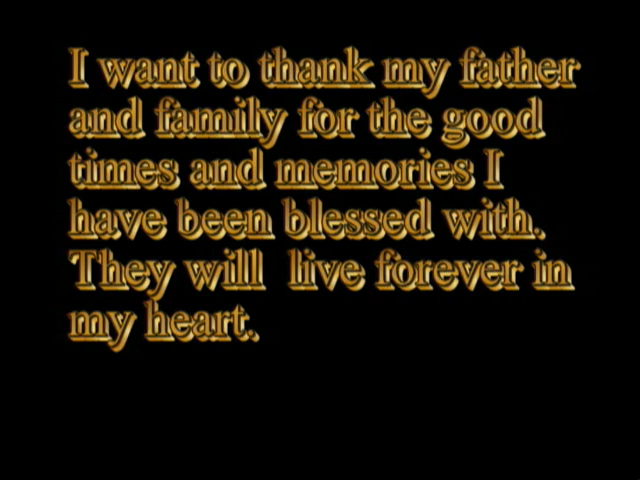 I want to thank my father
and family for the good
times and memories I
have been blessed with.
They will  live forever in
my heart.